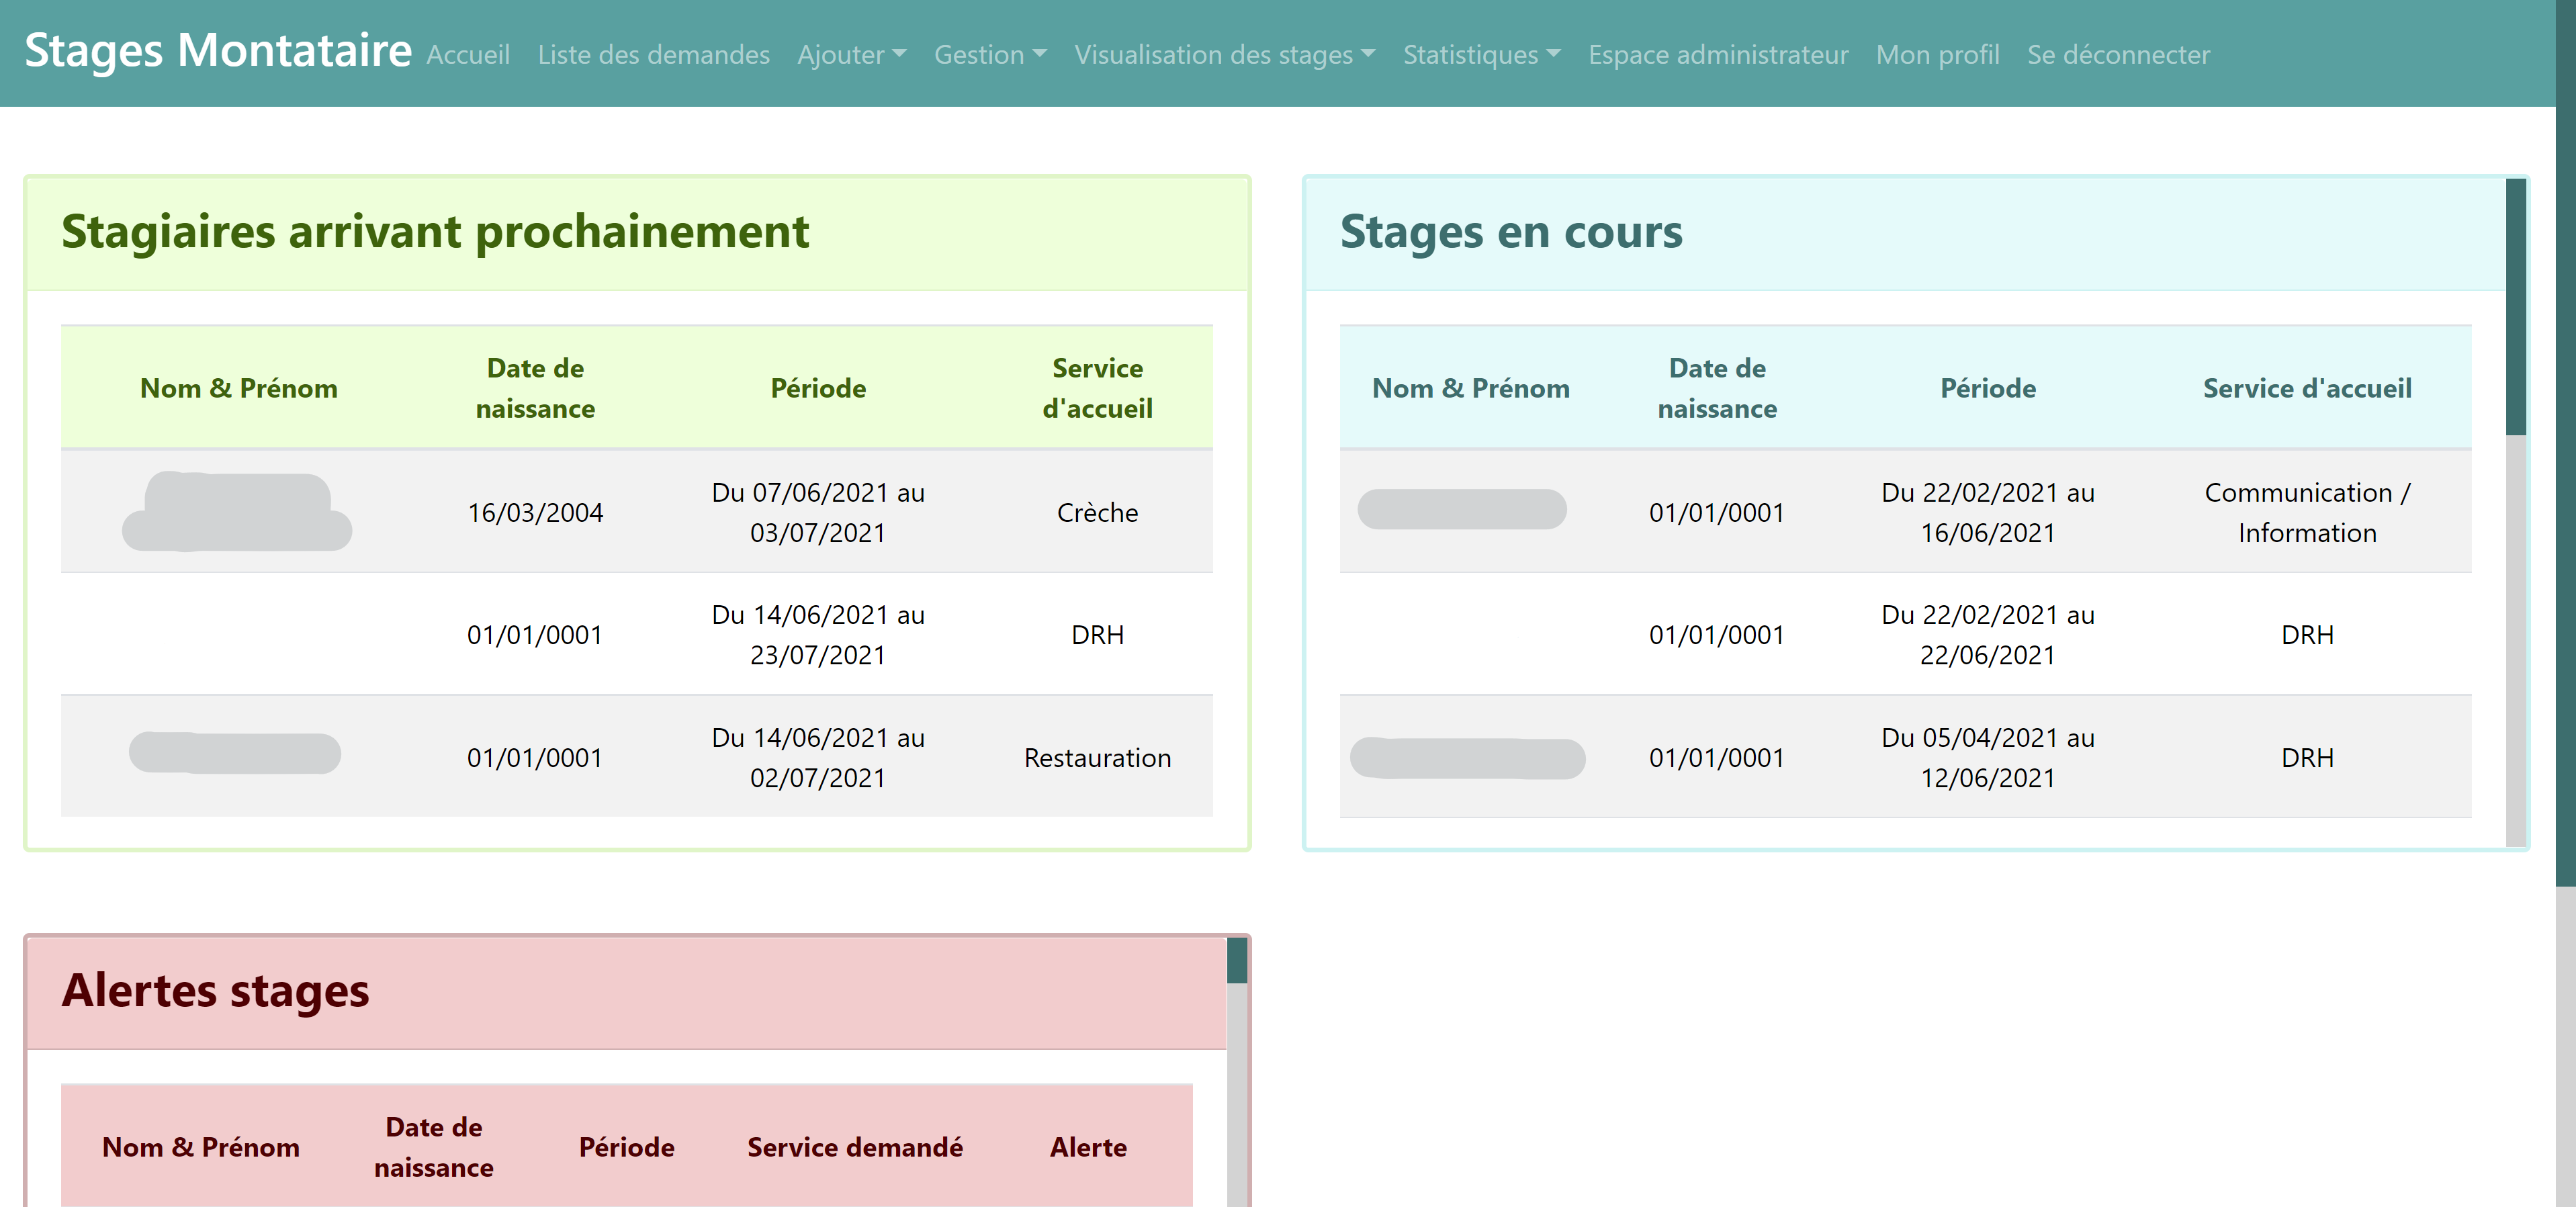 Stages Montataire Accueil Liste des demandes Ajouter Gestion Visualisation des stages Statistiques Espace administrateur Mon profil Se déconnecter
Stagiaires arrivant prochainement
Nom & Prénom
Date de
naissance
Période
Service
d'accueil
16/03/2004
Du 07/06/2021 au
03/07/2021
Crèche
01/01/0001
Du 14/06/2021 au
23/07/2021
DRH
01/01/0001
Du 14/06/2021 au
02/07/2021
Restauration
Stages en cours
Nom & Prénom
Date de
naissance
Période
Service d'accueil
01/01/0001
Du 22/02/2021 au
16/06/2021
Communication /
Information
01/01/0001
Du 22/02/2021 au
22/06/2021
DRH
01/01/0001
Du 05/04/2021 au
12/06/2021
DRH
Alertes stages
Nom & Prénom
Date de
naissance
Période
Service demandé
Alerte